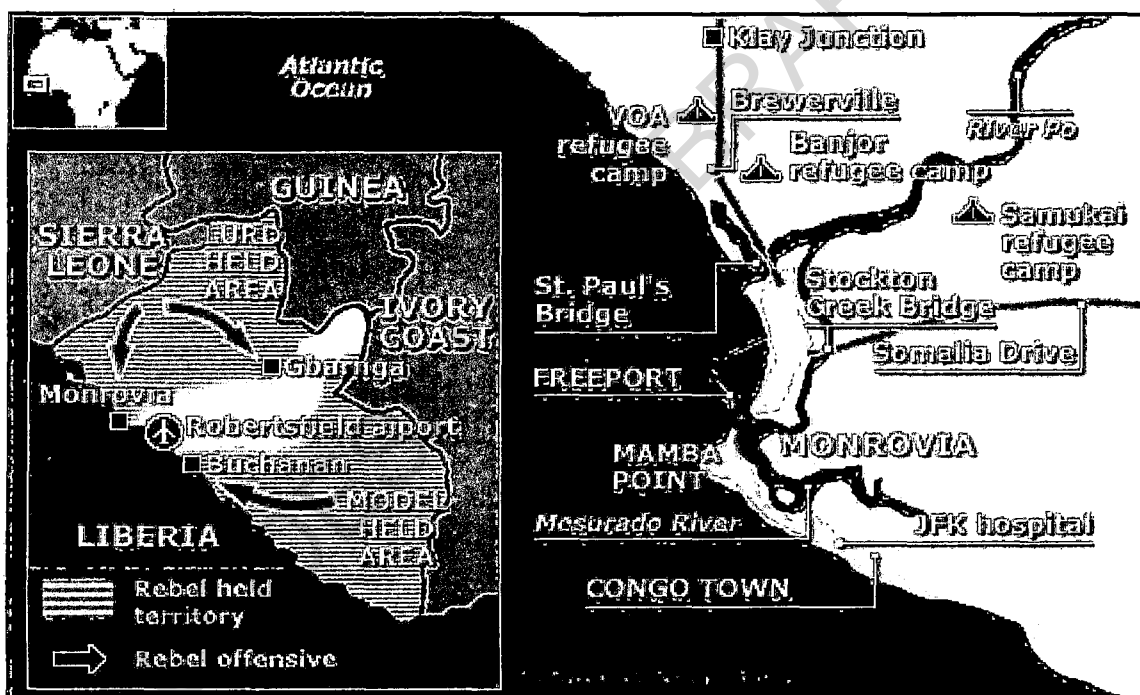 Atlantic
Ocean
Klay Junction
VOA
refugee
camp
Brewerville
Banjor
refugee camp
River Po
Samukai
refugee
camp
St. Paul's
Bridge
Stockton
Creek Bridge
Somalia Drive
FREEPORT
MONROVIA
MAMBA
POINT
Mesurado River
JFK hospital
CONGO TOWN
GUINEA
SIERRA
LEONE
LURD
HELD
AREA
IVORY
COAST
Gbarnga
Monrovia
Robertsfield airport
Buchanan
MODEL
HELD
AREA
LIBERIA
Rebel held
territory
Rebel offensive